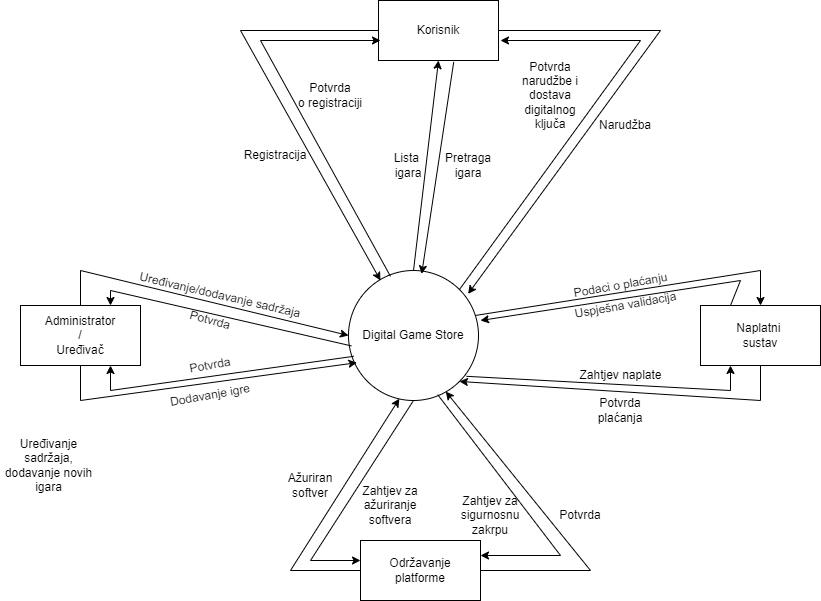 Korisnik
Potvrda
o registraciji
Registracija
Lista
igara
Pretraga
igara
Potvrda
narudžbe i
dostava
digitalnog
ključa
Narudžba
Uređivanje/dodavanje sadržaja
Potvrda
Administrator
/
Uređivač
Potvrda
Dodavanje igre
Digital Game Store
Podaci o plaćanju
Uspješna validacija
Naplatni
sustav
Zahtjev naplate
Potvrda
plaćanja
Uređivanje
sadržaja,
dodavanje novih
igara
Ažuriran
softver
Zahtjev za
ažuriranje
softvera
Zahtjev za
sigurnosnu
zakrpu
Potvrda
Održavanje
platforme